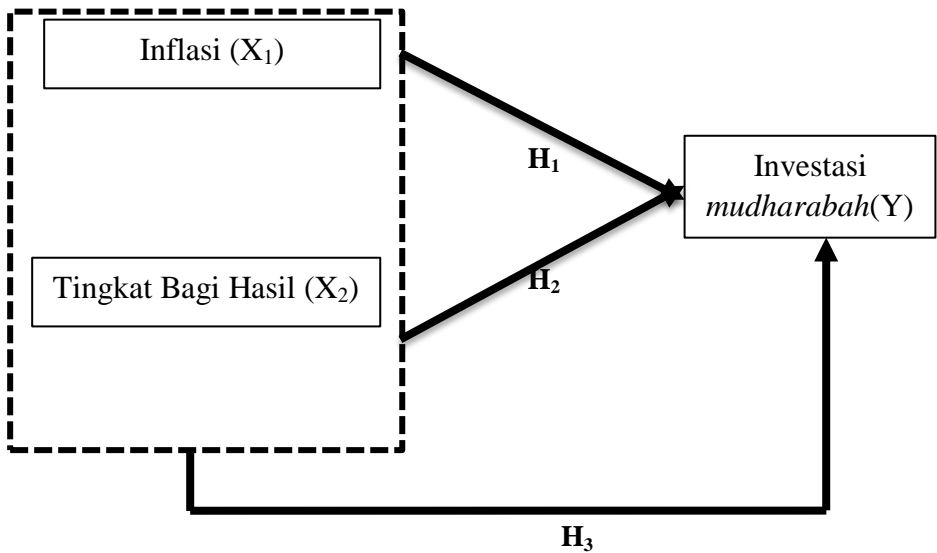 Inflasi (X₁)
H₁
Investasi
mudharabah(Y)
Tingkat Bagi Hasil (X₂)
H₂
H₃